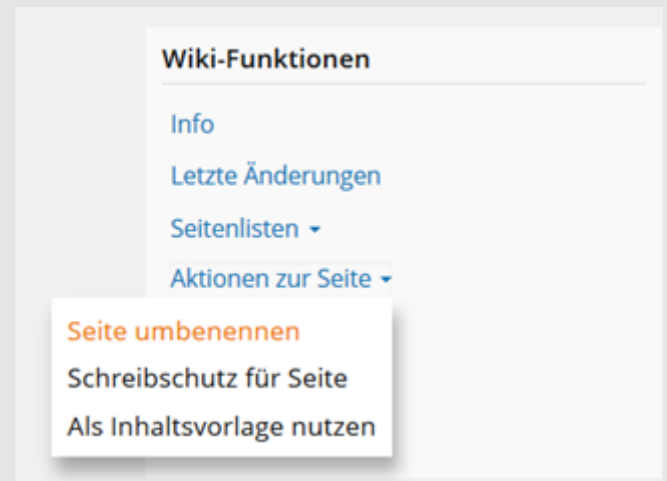 Wiki-Funktionen
Info
Letzte Änderungen
Seitenlisten
Aktionen zur Seite
Seite umbenennen
Schreibschutz für Seite
Als Inhaltsvorlage nutzen